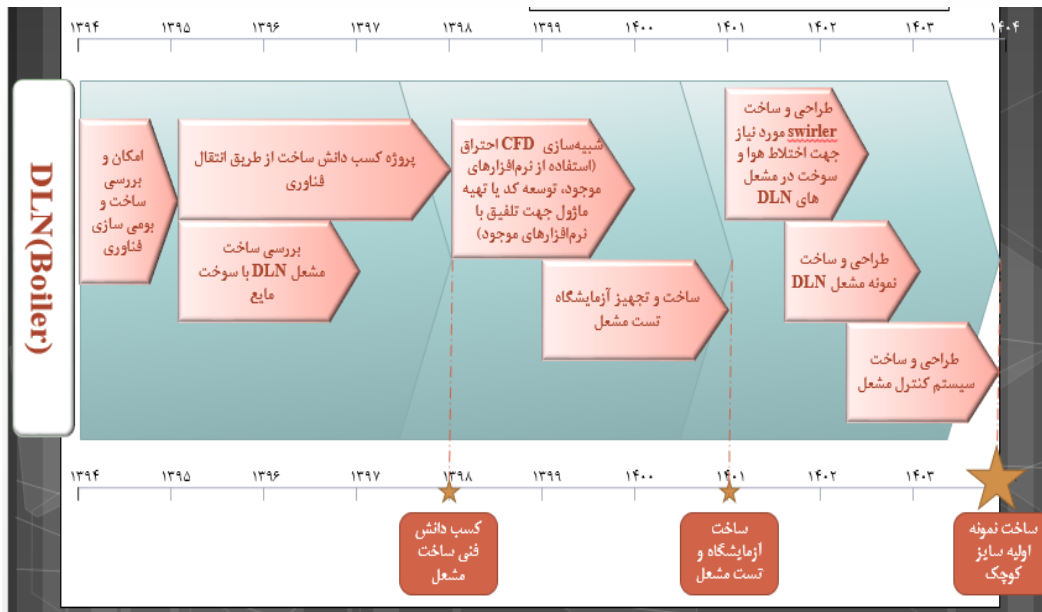 ۱۳۹۴ ۱۳۹۵ ۱۳۹۶ ۱۳۹۷ ۱۳۹۸ ۱۳۹۹ ۱۴۰۰ ۱۴۰۱ ۱۴۰۲ ۱۴۰۳ ۱۴۰۴
DLN(Boiler)
امکان و
بررسی
ساخت و
بومی سازی
فناوری
پروژه کسب دانش ساخت از طریق انتقال
فناوری
بررسی ساخت
مشعل DLN با سوخت
مایع
شبیه‌سازی CFD احتراق
(استفاده از نرم‌افزارهای
موجود، توسعه کد یا تهیه
ماژول جهت تلفیق با
نرم‌افزارهای موجود)
ساخت و تجهیز آزمایشگاه
تست مشعل
طراحی و ساخت
swirler مورد نیاز
جهت اختلاط هوا و
سوخت در مشعل
های DLN
طراحی و ساخت
نمونه مشعل DLN
طراحی و ساخت
سیستم کنترل مشعل
۱۳۹۴ ۱۳۹۵ ۱۳۹۶ ۱۳۹۷ ۱۳۹۸ ۱۳۹۹ ۱۴۰۰ ۱۴۰۱ ۱۴۰۲ ۱۴۰۳
کسب دانش
فنی ساخت
مشعل
ساخت
آزمایشگاه و
تست مشعل
ساخت نمونه
اولیه سایز
کوچک